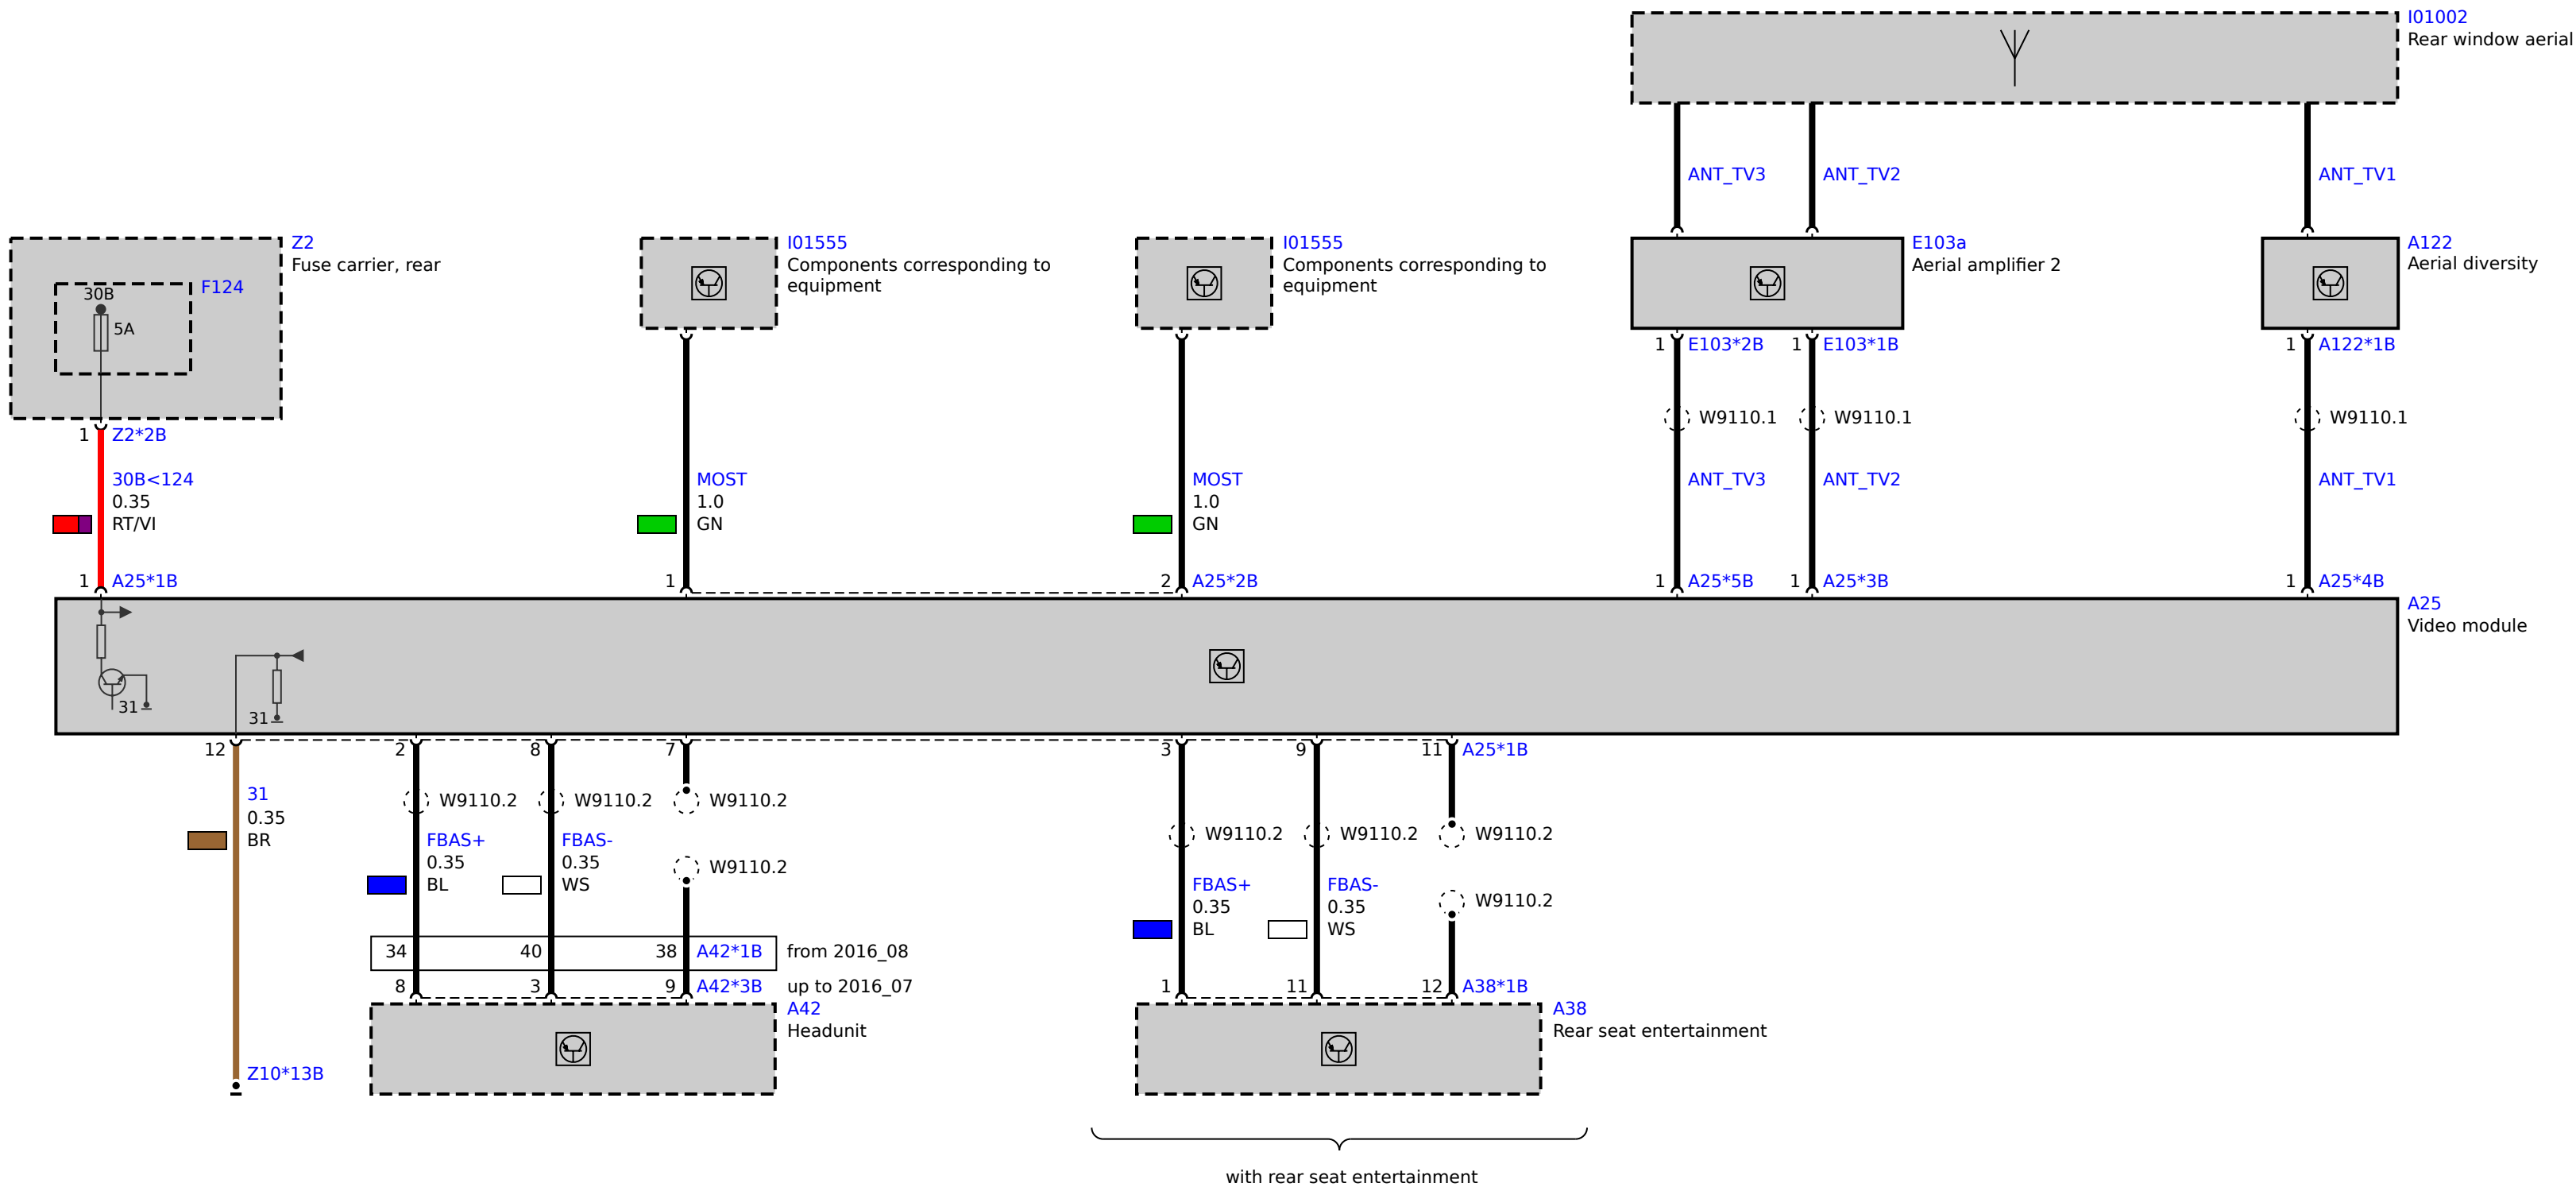 I01002
Rear window aerial
ANT_TV3
ANT_TV2
ANT_TV1
Z2
Fuse carrier, rear
F124
30B
5A
I01555
Components corresponding to
equipment
I01555
Components corresponding to
equipment
E103a
Aerial amplifier 2
A122
Aerial diversity
1 E103*2B
1 E103*1B
1 A122*1B
W9110.1
W9110.1
W9110.1
1 Z2*2B
30B<124
0.35
RT/VI
MOST
1.0
GN
MOST
1.0
GN
ANT_TV3
ANT_TV2
ANT_TV1
1 A25*1B
1
2 A25*2B
1 A25*5B
1 A25*3B
1 A25*4B
A25
Video module
31
31
12
2
8
7
3
9
11 A25*1B
31
0.35
BR
W9110.2
W9110.2
W9110.2
W9110.2
FBAS+
0.35
BL
FBAS-
0.35
WS
W9110.2
W9110.2
W9110.2
W9110.2
FBAS+
0.35
BL
FBAS-
0.35
WS
34 40 38 A42*1B from 2016_08
8 3 9 A42*3B up to 2016_07
1 11 12 A38*1B
A42
Headunit
A38
Rear seat entertainment
Z10*13B
with rear seat entertainment